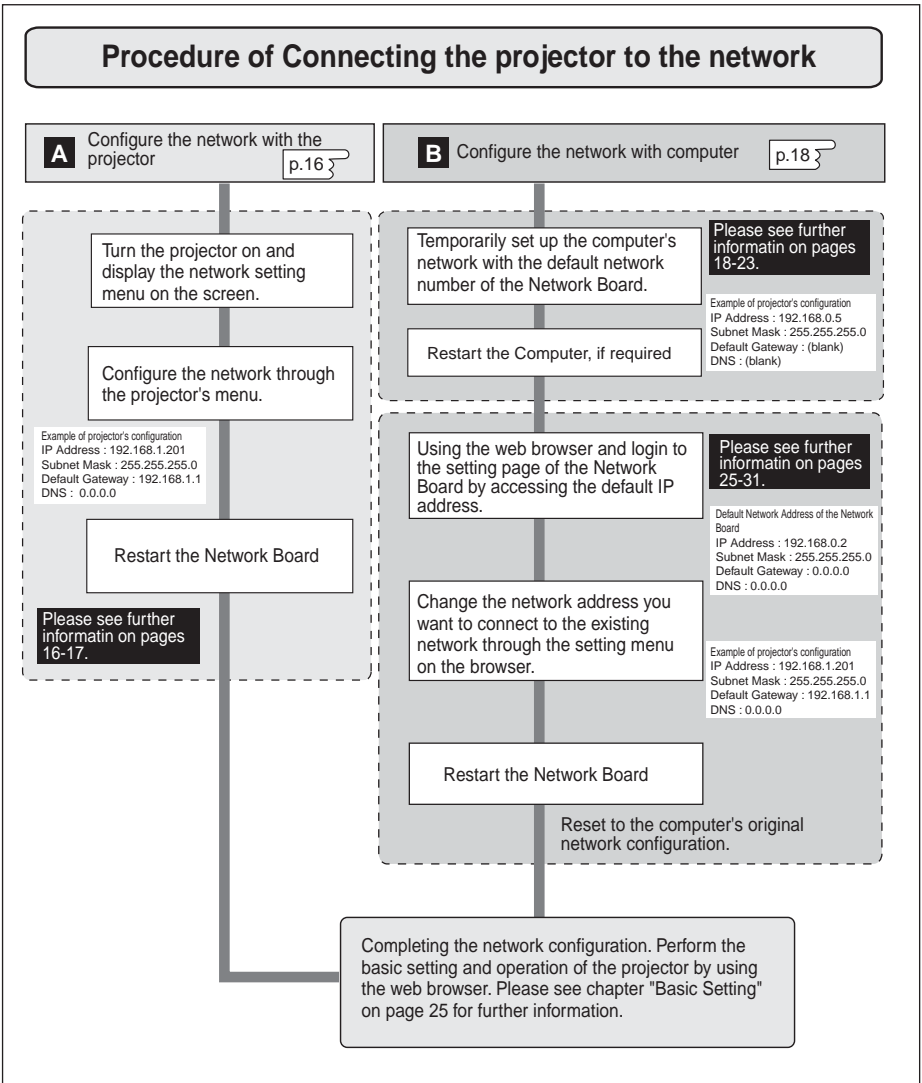 Procedure of Connecting the projector to the network
A
Configure the network with the
projector
p.16
Turn the projector on and
display the network setting
menu on the screen.
Configure the network through
the projector's menu.
Example of projector's configuration
IP Address : 192.168.1.201
Subnet Mask : 255.255.255.0
Default Gateway : 192.168.1.1
DNS : 0.0.0.0
Restart the Network Board
Please see further
informatin on pages
16-17.
B
Configure the network with computer
p.18
Temporarily set up the computer's
network with the default network
number of the Network Board.
Please see further
informatin on pages
18-23.
Example of projector's configuration
IP Address : 192.168.0.5
Subnet Mask : 255.255.255.0
Default Gateway : (blank)
DNS : (blank)
Restart the Computer, if required
Using the web browser and login to
the setting page of the Network
Board by accessing the default IP
address.
Please see further
informatin on pages
25-31.
Default Network Address of the Network
Board
IP Address : 192.168.0.2
Subnet Mask : 255.255.255.0
Default Gateway : 0.0.0.0
DNS : 0.0.0.0
Change the network address you
want to connect to the existing
network through the setting menu
on the browser.
Example of projector's configuration
IP Address : 192.168.1.201
Subnet Mask : 255.255.255.0
Default Gateway : 192.168.1.1
DNS : 0.0.0.0
Restart the Network Board
Reset to the computer's original
network configuration.
Completing the network configuration. Perform the
basic setting and operation of the projector by using
the web browser. Please see chapter "Basic Setting"
on page 25 for further information.